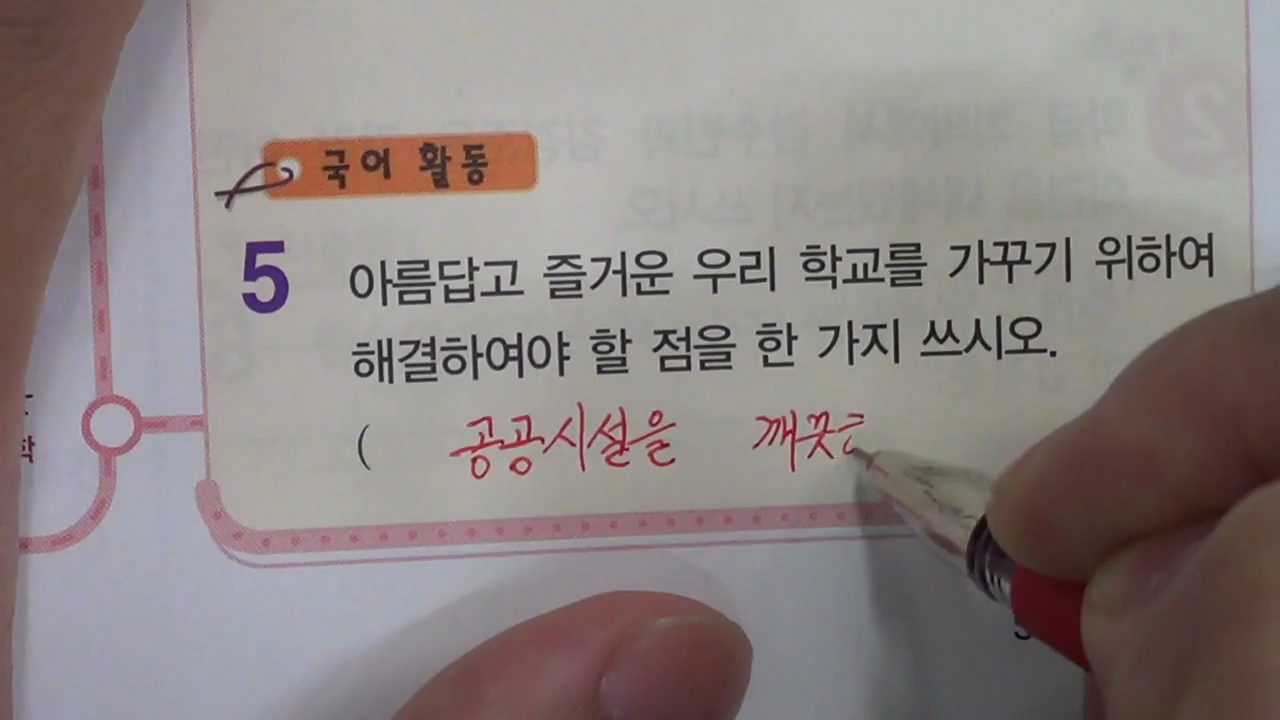 국어 활동
5 아름답고 즐거운 우리 학교를 가꾸기 위하여
해결하여야 할 점을 한 가지 쓰시오.
( 공공시설을
학